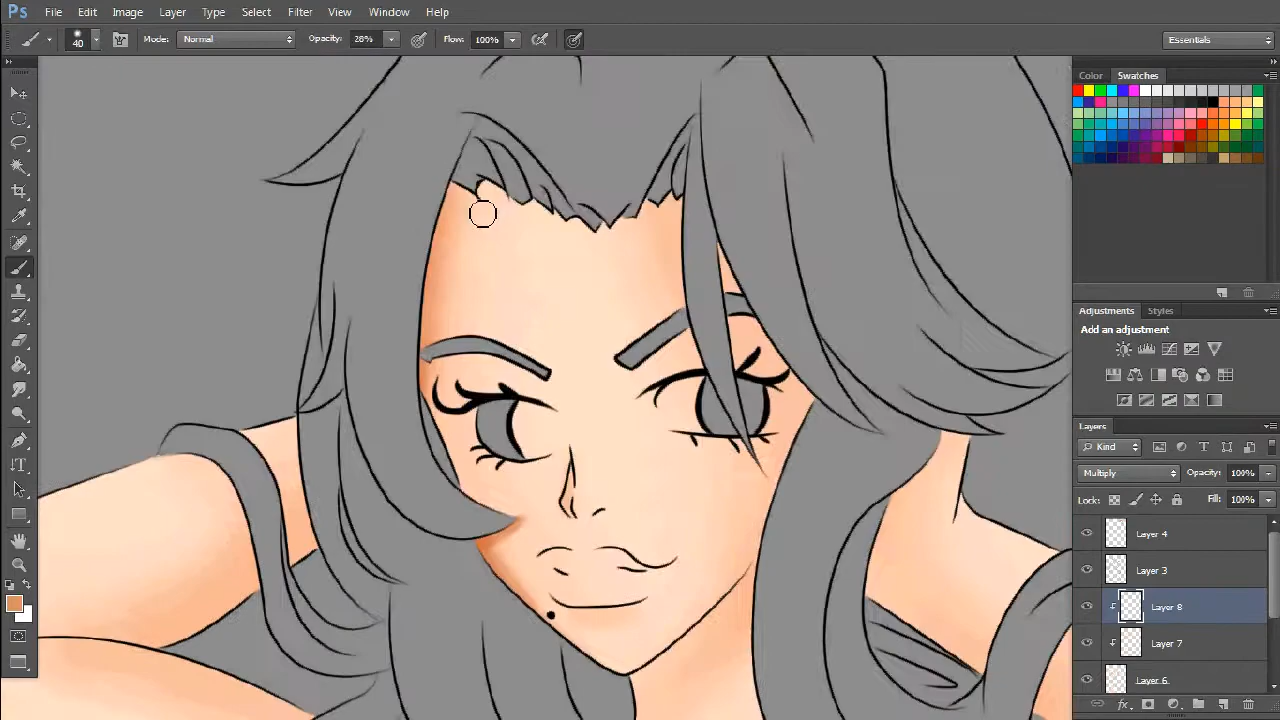 Ps File Edit Image Layer Type Select Filter View Window Help
40 Mode: Normal Opacity: 28% Flow: 100% Essentials
Color Swatches
Adjustments Styles
Add an adjustment
Layers
Kind
Multiply Opacity: 100%
Lock: Fill: 100%
Layer 4
Layer 3
Layer 8
Layer 7
Layer 6
fx